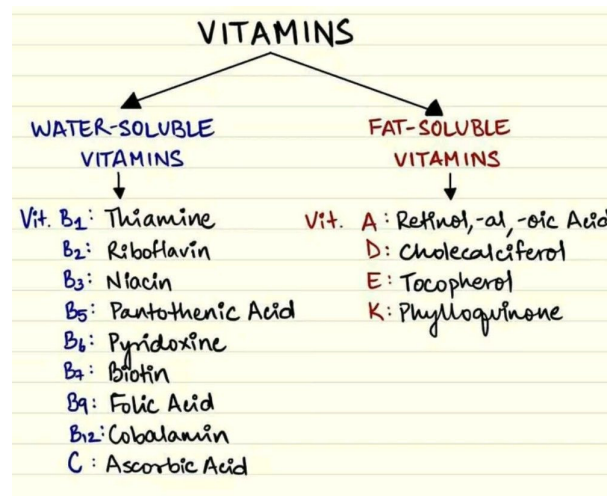 VITAMINS
WATER-SOLUBLE
VITAMINS
Vit. B1: Thiamine
B2: Riboflavin
B3: Niacin
B5: Pantothenic Acid
B6: Pyridoxine
B7: Biotin
B9: Folic Acid
B12: Cobalamin
C : Ascorbic Acid
FAT-SOLUBLE
VITAMINS
Vit. A : Retinol,-al,-oic Acid
D: Cholecalciferol
E: Tocopherol
K: Phylloquinone